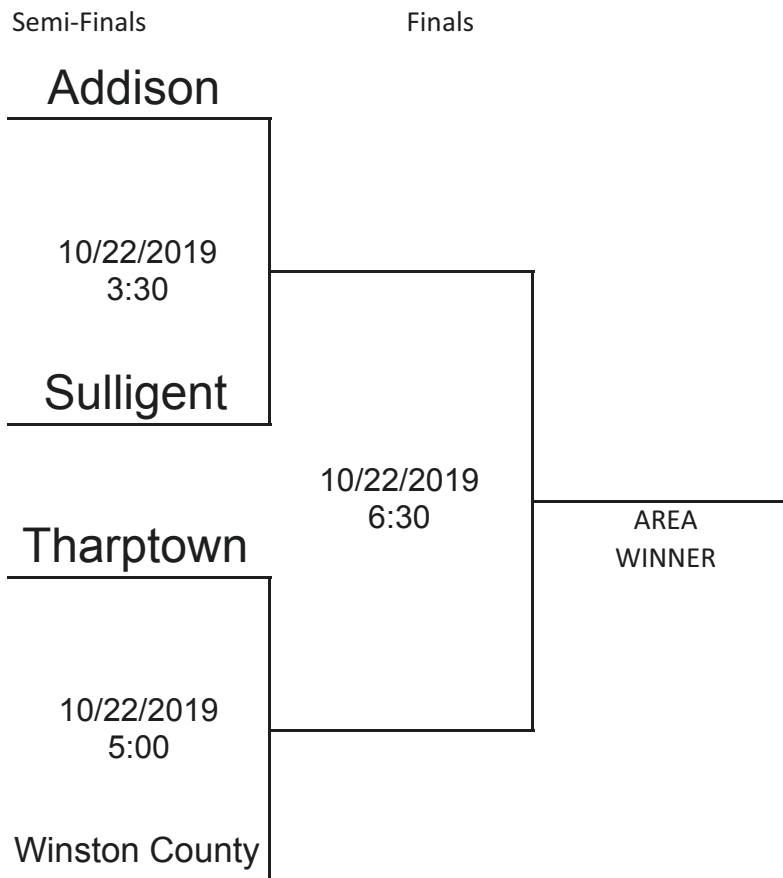 Semi-Finals
Finals
Addison
10/22/2019
3:30
Sulligent
10/22/2019
6:30
AREA
WINNER
Tharptown
10/22/2019
5:00
Winston County